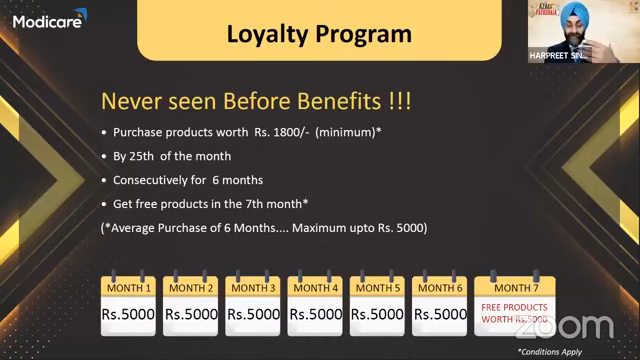 Modicare
Loyalty Program
HARPREET SIN...
Never seen Before Benefits !!!
• Purchase products worth Rs. 1800/- (minimum)*
• By 25th of the month
• Consecutively for 6 months
• Get free products in the 7th month*
(*Average Purchase of 6 Months.... Maximum upto Rs. 5000)
MONTH 1
MONTH 2
MONTH 3
MONTH 4
MONTH 5
MONTH 6
MONTH 7
Rs.5000
Rs.5000
Rs.5000
Rs.5000
Rs.5000
Rs.5000
FREE PRODUCTS
WORTH Rs.5000
zoom
*Conditions Apply